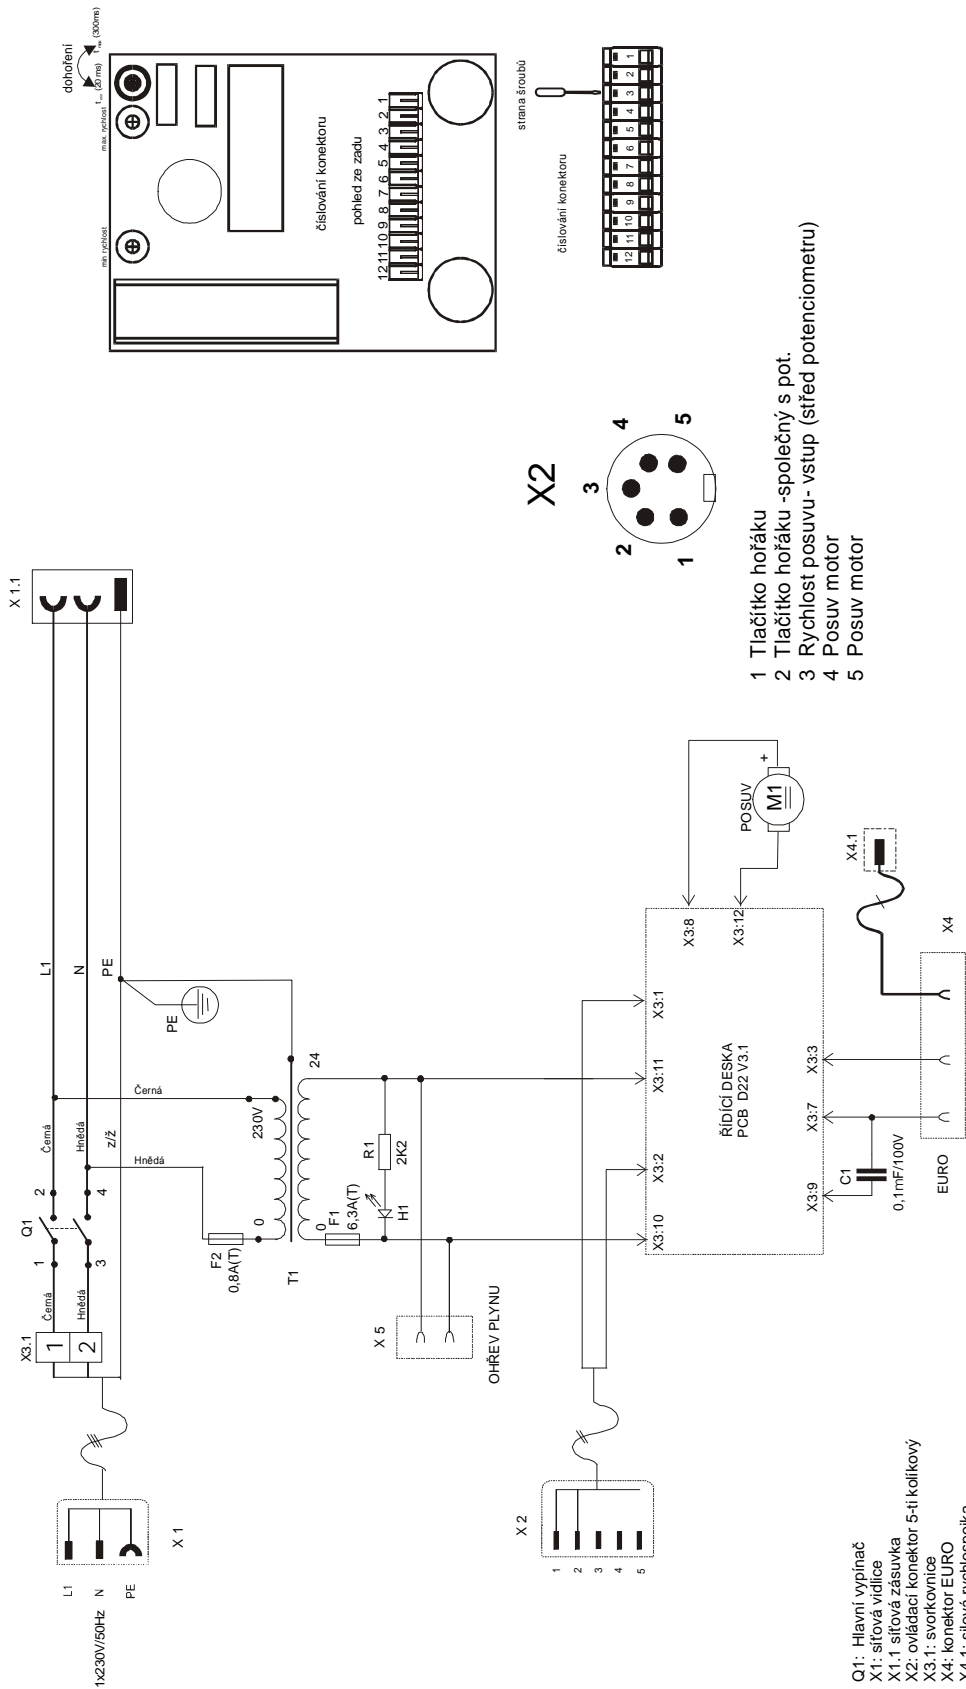 1x230V/50Hz
L1
N
PE
X 1
X3.1
1
2
Černá
Hnědá
1
3
Q1
2
4
Černá
Hnědá
z/ž
L1
N
PE
X 1.1
Černá
Hnědá
PE
F2
0,8A(T)
0
230V
T1
0
24
F1
6,3A(T)
H1
R1
2K2
X 5
OHŘEV PLYNU
X 2
1
2
3
4
5
X3:10
X3:2
X3:11
X3:1
ŘÍDÍCÍ DESKA
PCB D22 V3.1
X3:8
X3:12
X3:9
X3:7
X3:3
POSUV
M1
+
C1
0,1mF/100V
EURO
X4
X4.1
dohoření
min rychlost
max. rychlost
(20 ms)
(300ms)
číslování konektoru
pohled ze zadu
12 11 10 9 8 7 6 5 4 3 2 1
strana šroubů
číslování konektoru
12 11 10 9 8 7 6 5 4 3 2 1
X2
1
2
3
4
5
1 Tlačítko hořáku
2 Tlačítko hořáku -společný s pot.
3 Rychlost posuvu- vstup (střed potenciometru)
4 Posuv motor
5 Posuv motor
Q1: Hlavní vypínač
X1: síťová vidlice
X1.1 síťová zásuvka
X2: ovládací konektor 5-ti kolíkový
X3.1: svorkovnice
X4: konektor EURO